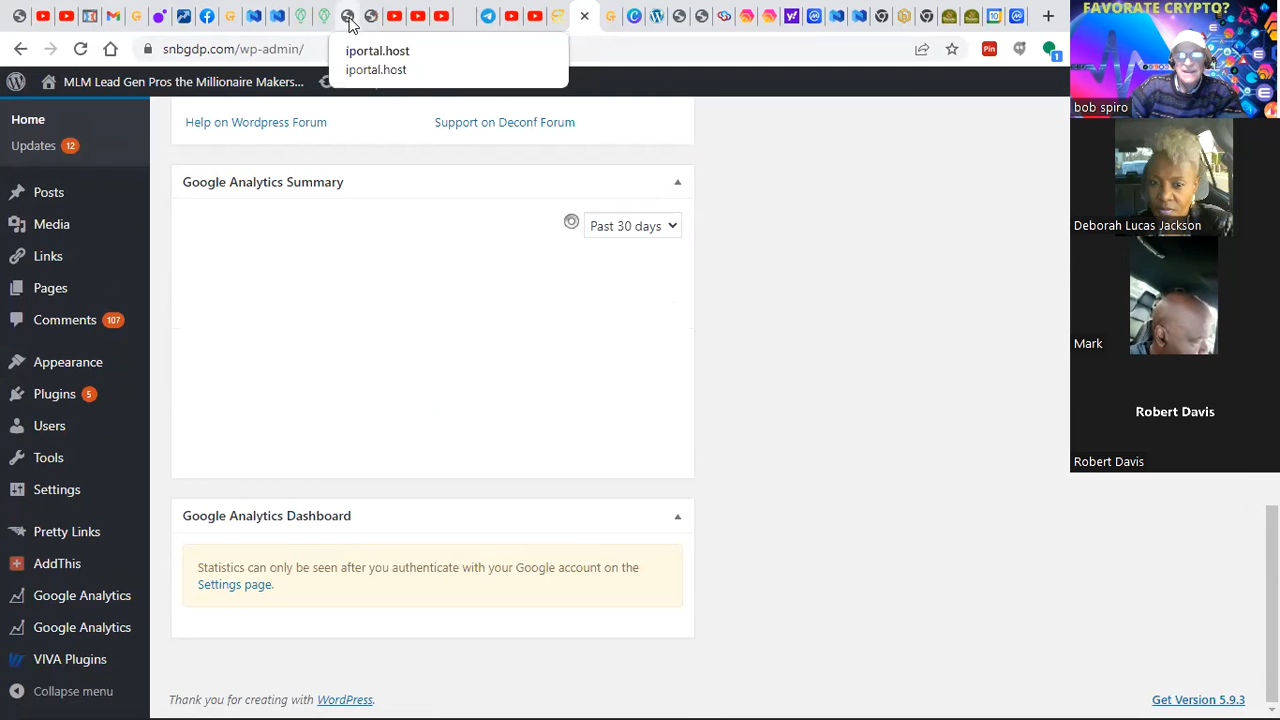 snbgdp.com/wp-admin/
iportal.host
iportal.host
Pin
1
MLM Lead Gen Pros the Millionaire Makers...
Home
Updates 12
Posts
Media
Links
Pages
Comments 107
Appearance
Plugins 5
Users
Tools
Settings
Pretty Links
AddThis
Google Analytics
Google Analytics
VIVA Plugins
Collapse menu
Help on Wordpress Forum
Support on Deconf Forum
Google Analytics Summary
Past 30 days
Google Analytics Dashboard
Statistics can only be seen after you authenticate with your Google account on the
Settings page.
Thank you for creating with WordPress.
Get Version 5.9.3
FAVORATE CRYPTO?
bob spiro
Deborah Lucas Jackson
Mark
Robert Davis
Robert Davis